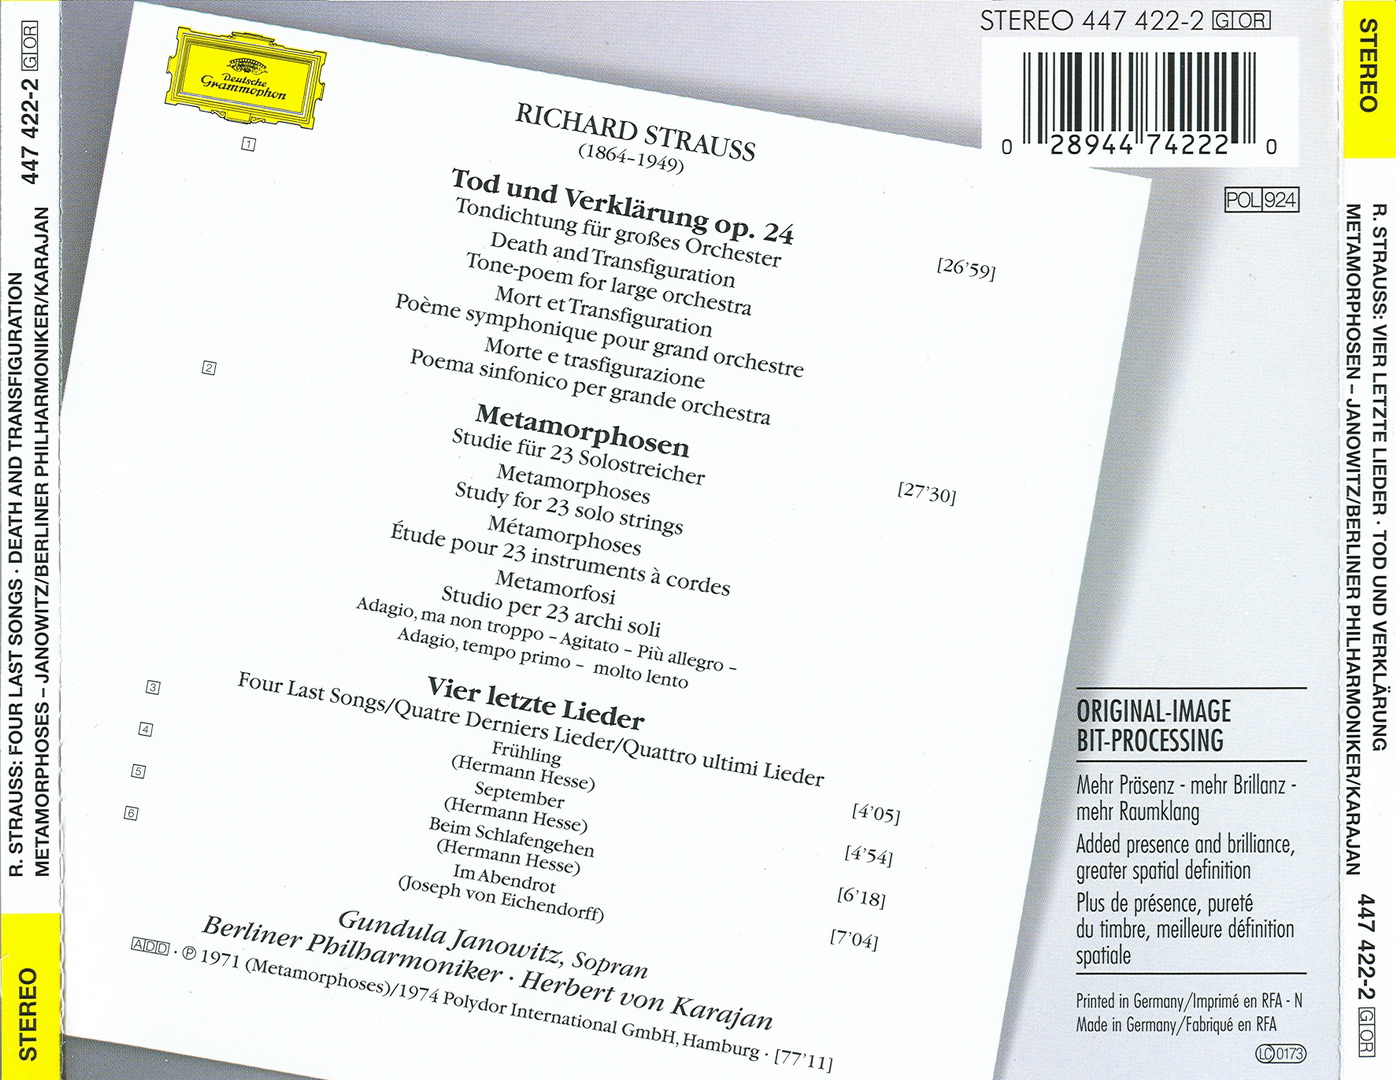 R. STRAUSS: FOUR LAST SONGS · DEATH AND TRANSFIGURATION
METAMORPHOSES – JANOWITZ/BERLINER PHILHARMONIKER/KARAJAN
447 422-2 GOR
STEREO
Deutsche
Grammophon
STEREO 447 422-2 GOR
0 28944 74222 0
POL 924
RICHARD STRAUSS
(1864–1949)
1
Tod und Verklärung op. 24
[26'59]
Tondichtung für großes Orchester
Death and Transfiguration
Tone-poem for large orchestra
Mort et Transfiguration
Poème symphonique pour grand orchestre
Morte e trasfigurazione
Poema sinfonico per grande orchestra
2
Metamorphosen
[27'30]
Studie für 23 Solostreicher
Metamorphoses
Study for 23 solo strings
Métamorphoses
Étude pour 23 instruments à cordes
Metamorfosi
Studio per 23 archi soli
Adagio, ma non troppo – Agitato – Più allegro –
Adagio, tempo primo – molto lento
Vier letzte Lieder
Four Last Songs/Quatre Derniers Lieder/Quattro ultimi Lieder
3
Frühling
[4'05]
(Hermann Hesse)
4
September
[4'54]
(Hermann Hesse)
5
Beim Schlafengehen
[6'18]
(Hermann Hesse)
6
Im Abendrot
[7'04]
(Joseph von Eichendorff)
Gundula Janowitz, Sopran
Berliner Philharmoniker · Herbert von Karajan
ADD · ℗ 1971 (Metamorphoses)/1974 Polydor International GmbH, Hamburg · [77'11]
ORIGINAL-IMAGE
BIT-PROCESSING
Mehr Präsenz - mehr Brillanz -
mehr Raumklang
Added presence and brilliance,
greater spatial definition
Plus de présence, pureté
du timbre, meilleure définition
spatiale
Printed in Germany/Imprimé en RFA - N
Made in Germany/Fabriqué en RFA
LC 0173
STEREO
R. STRAUSS: VIER LETZTE LIEDER · TOD UND VERKLÄRUNG
METAMORPHOSEN – JANOWITZ/BERLINER PHILHARMONIKER/KARAJAN
447 422-2 GOR